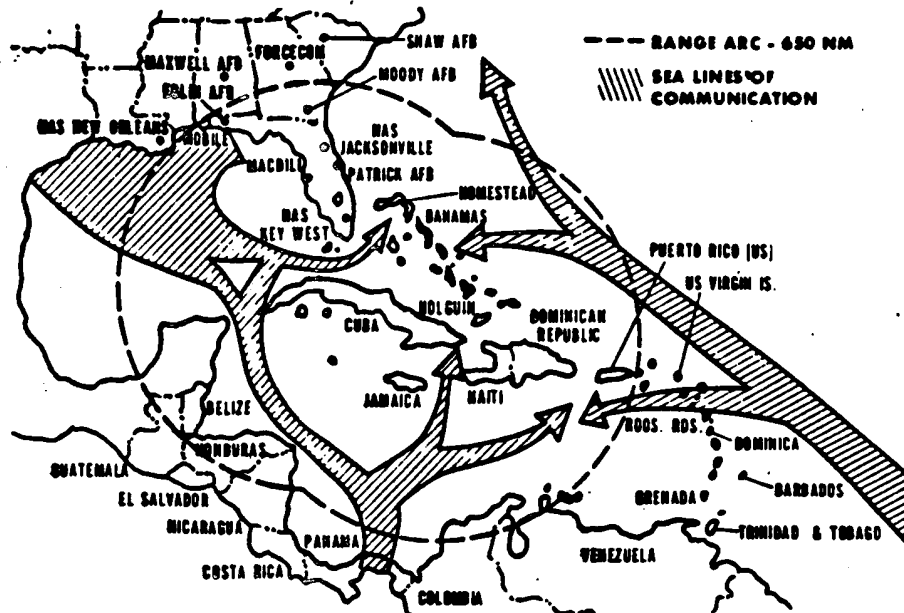 SHAW AFB
FORCECOM
MAXWELL AFB
MOODY AFB
EGLIN AFB
NAS NEW ORLEANS
MOBILE
NAS
JACKSONVILLE
MACDILL
PATRICK AFB
HOMESTEAD
NAS
KEY WEST
BAHAMAS
RANGE ARC - 650 NM
SEA LINES OF
COMMUNICATION
PUERTO RICO (US)
US VIRGIN IS.
HOLGUIN
CUBA
DOMINICAN
REPUBLIC
JAMAICA
HAITI
BELIZE
ROOS. RDS.
DOMINICA
HONDURAS
GUATEMALA
EL SALVADOR
GRENADA
BARBADOS
NICARAGUA
PANAMA
TRINIDAD & TOBAGO
VENEZUELA
COSTA RICA
COLOMBIA